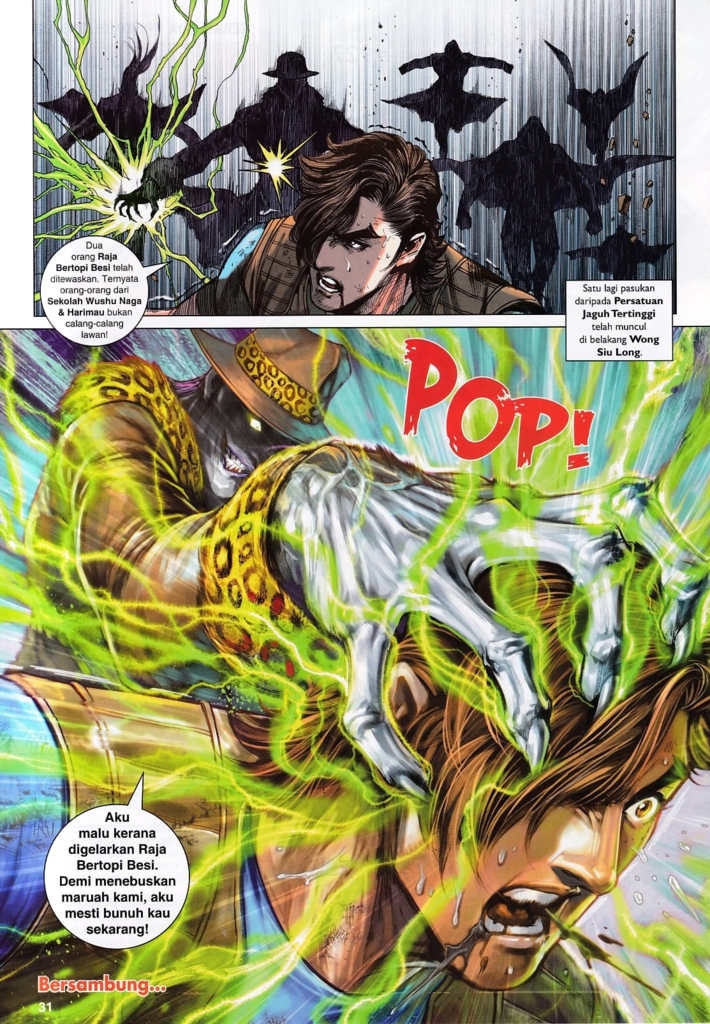 Dua
orang Raja
Bertopi Besi telah
ditewaskan. Ternyata
orang-orang dari
Sekolah Wushu Naga
& Harimau bukan
calang-calang
lawan!
Satu lagi pasukan
daripada Persatuan
Jaguh Tertinggi
telah muncul
di belakang Wong
Siu Long.
POP!
Aku
malu kerana
digelarkan Raja
Bertopi Besi.
Demi menebuskan
maruah kami, aku
mesti bunuh kau
sekarang!
Bersambung...
31